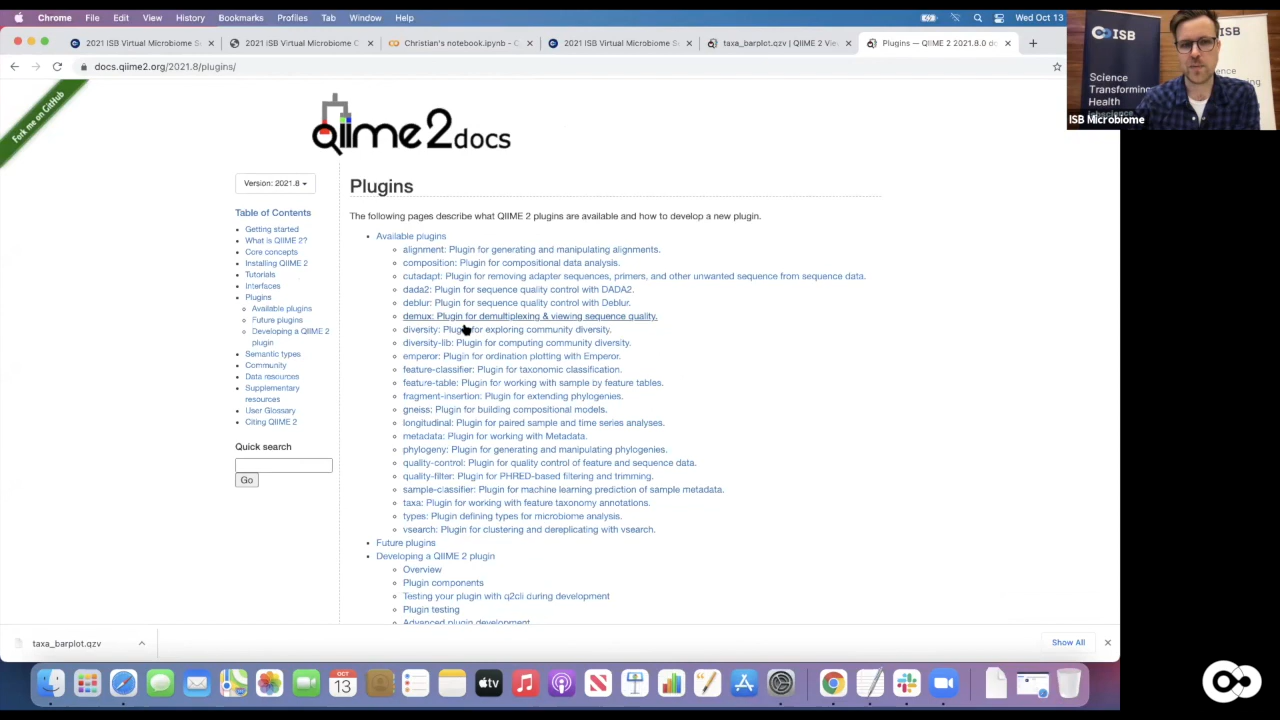 Chrome File Edit View History Bookmarks Profiles Tab Window Help Wed Oct 13
2021 ISB Virtual Microbiome S
2021 ISB Virtual Microbiome C
Christian's notebook.ipynb - C
2021 ISB Virtual Microbiome S
taxa_barplot.qzv | QIIME 2 Vie
Plugins — QIIME 2 2021.8.0 do
docs.qiime2.org/2021.8/plugins/
Fork me on GitHub
qiime2docs
Version: 2021.8
Table of Contents
Getting started
What is QIIME 2?
Core concepts
Installing QIIME 2
Tutorials
Interfaces
Plugins
Available plugins
Future plugins
Developing a QIIME 2
plugin
Semantic types
Community
Data resources
Supplementary
resources
User Glossary
Citing QIIME 2
Quick search
Go
Plugins
The following pages describe what QIIME 2 plugins are available and how to develop a new plugin.
Available plugins
alignment: Plugin for generating and manipulating alignments.
composition: Plugin for compositional data analysis.
cutadapt: Plugin for removing adapter sequences, primers, and other unwanted sequence from sequence data.
dada2: Plugin for sequence quality control with DADA2.
deblur: Plugin for sequence quality control with Deblur.
demux: Plugin for demultiplexing & viewing sequence quality.
diversity: Plugin for exploring community diversity.
diversity-lib: Plugin for computing community diversity.
emperor: Plugin for ordination plotting with Emperor.
feature-classifier: Plugin for taxonomic classification.
feature-table: Plugin for working with sample by feature tables.
fragment-insertion: Plugin for extending phylogenies.
gneiss: Plugin for building compositional models.
longitudinal: Plugin for paired sample and time series analyses.
metadata: Plugin for working with Metadata.
phylogeny: Plugin for generating and manipulating phylogenies.
quality-control: Plugin for quality control of feature and sequence data.
quality-filter: Plugin for PHRED-based filtering and trimming.
sample-classifier: Plugin for machine learning prediction of sample metadata.
taxa: Plugin for working with feature taxonomy annotations.
types: Plugin defining types for microbiome analysis.
vsearch: Plugin for clustering and dereplicating with vsearch.
Future plugins
Developing a QIIME 2 plugin
Overview
Plugin components
Testing your plugin with q2cli during development
Plugin testing
Advanced plugin development
taxa_barplot.qzv
Show All
OCT
13
tv
ISB
Science
Transforming
Health
ISB
ISB Microbiome